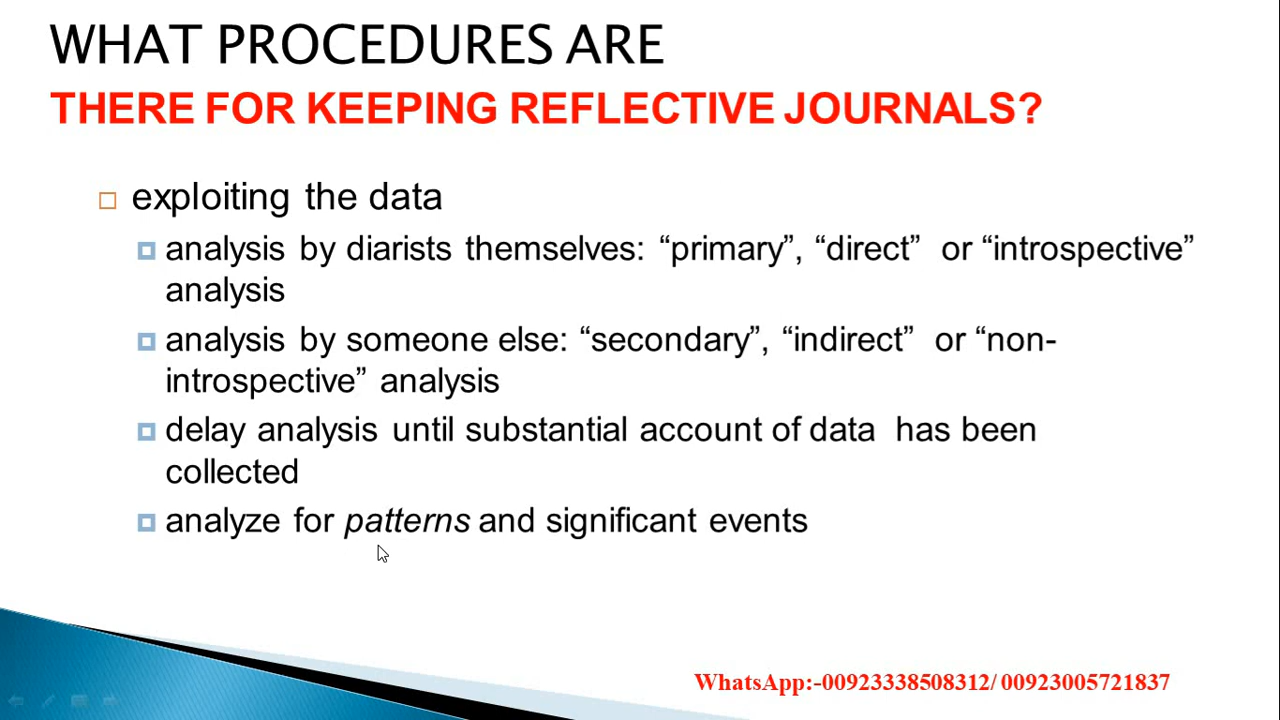 WHAT PROCEDURES ARE
THERE FOR KEEPING REFLECTIVE JOURNALS?
exploiting the data
analysis by diarists themselves: “primary”, “direct” or “introspective”
analysis
analysis by someone else: “secondary”, “indirect” or “non-
introspective” analysis
delay analysis until substantial account of data has been
collected
analyze for patterns and significant events
WhatsApp:-00923338508312/ 00923005721837